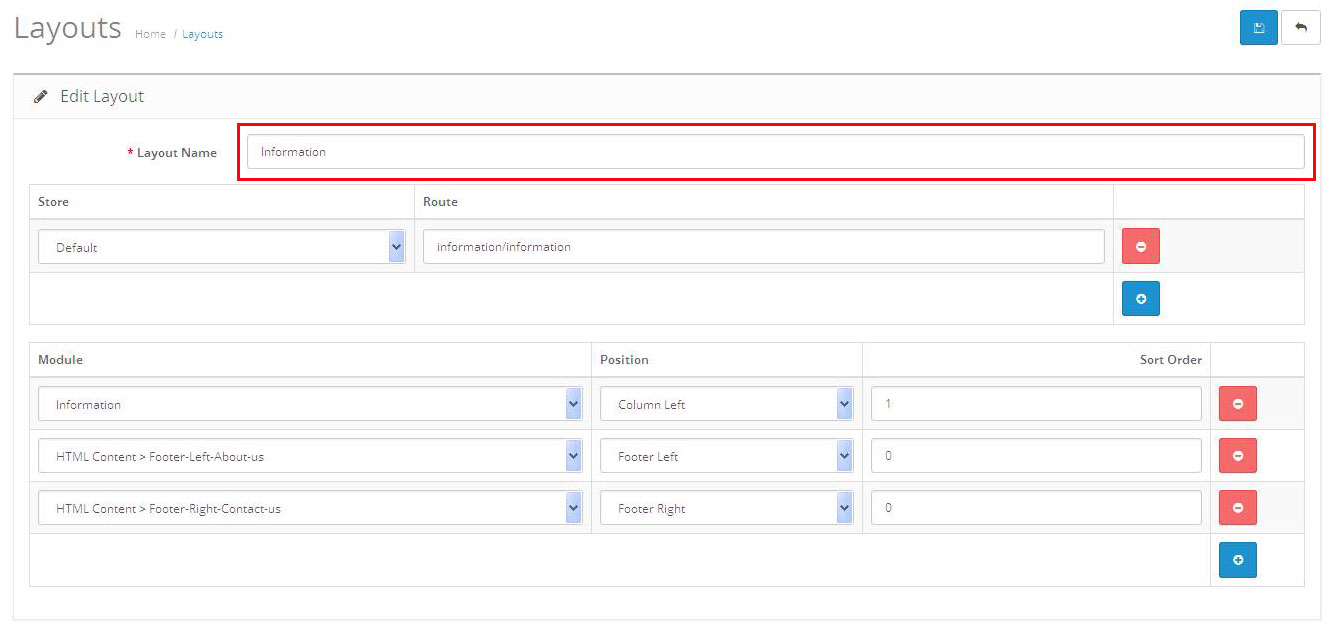 Layouts Home / Layouts
Edit Layout
* Layout Name Information
Store Route
Default information/information
Module Position Sort Order
Information Column Left 1
HTML Content > Footer-Left-About-us Footer Left 0
HTML Content > Footer-Right-Contact-us Footer Right 0